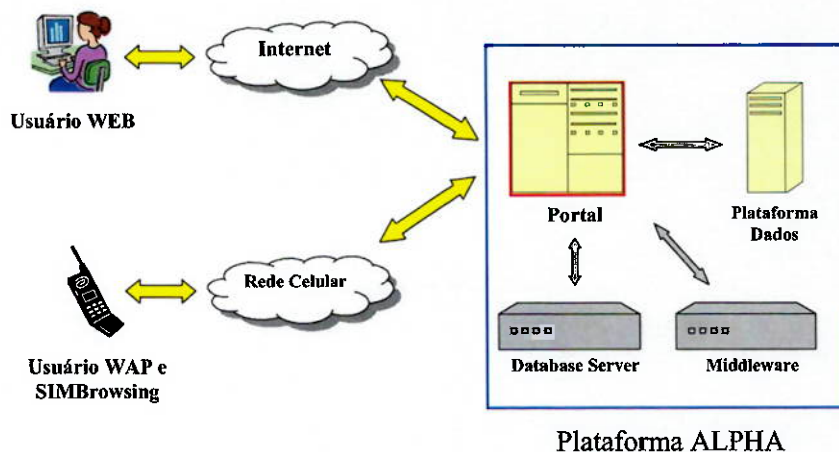 Internet
Usuário WEB
Portal
Plataforma
Dados
Rede Celular
Usuário WAP e
SIMBrowsing
Database Server
Middleware
Plataforma ALPHA